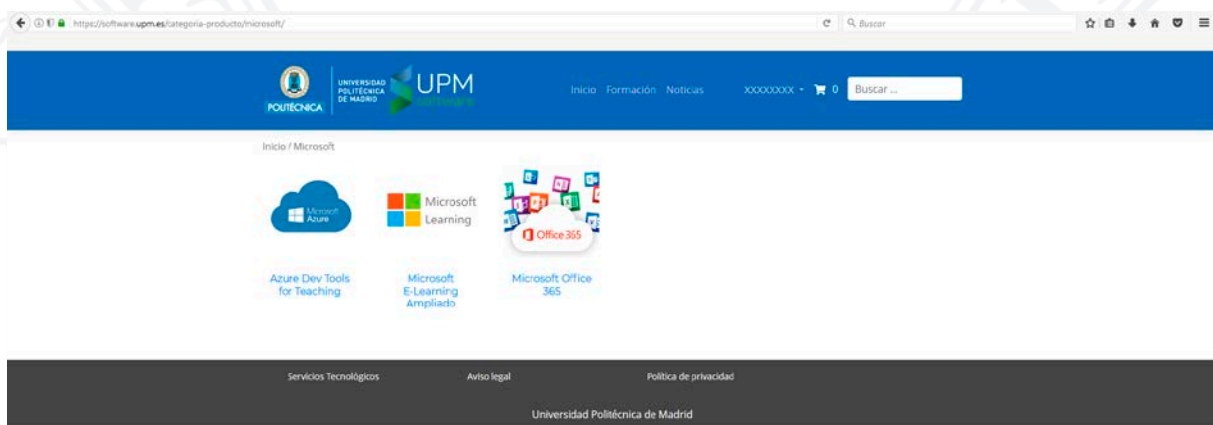 https://software.upm.es/categoria-producto/microsoft/
Buscar
POLITÉCNICA
UNIVERSIDAD
POLITÉCNICA
DE MADRID
UPM
software
Inicio Formación Noticias XXXXXXXX 0 Buscar ...
Inicio / Microsoft
Microsoft
Azure
Microsoft
Learning
Office 365
Azure Dev Tools
for Teaching
Microsoft
E-Learning
Ampliado
Microsoft Office
365
Servicios Tecnológicos Aviso legal Política de privacidad
Universidad Politécnica de Madrid